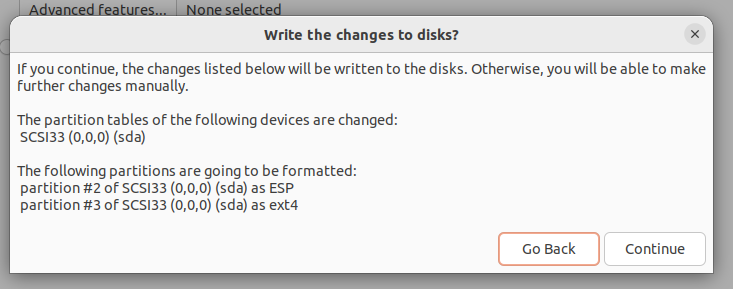 Advanced features... None selected
Write the changes to disks?
If you continue, the changes listed below will be written to the disks. Otherwise, you will be able to make
further changes manually.
The partition tables of the following devices are changed:
SCSI33 (0,0,0) (sda)
The following partitions are going to be formatted:
partition #2 of SCSI33 (0,0,0) (sda) as ESP
partition #3 of SCSI33 (0,0,0) (sda) as ext4
Go Back Continue